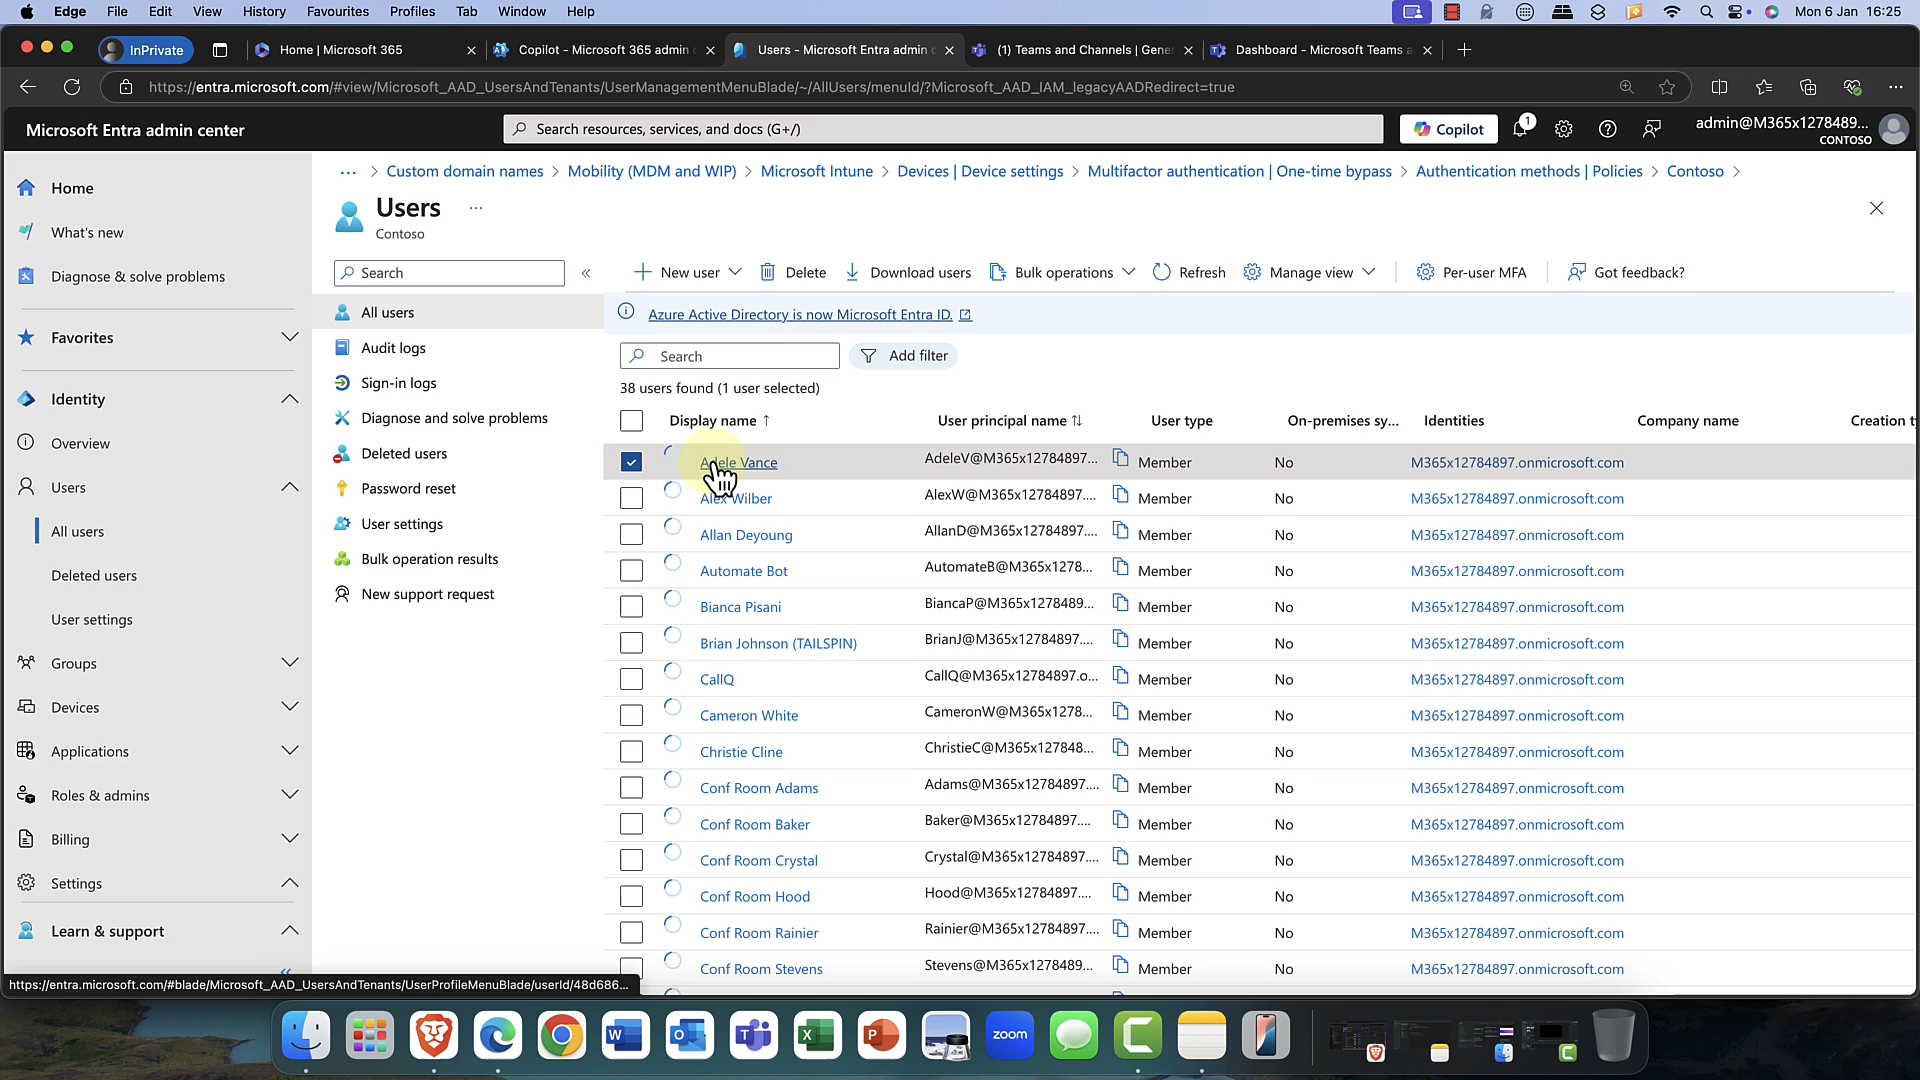 Edge File Edit View History Favourites Profiles Tab Window Help Mon 6 Jan 16:25
InPrivate Home | Microsoft 365 Copilot - Microsoft 365 admin Users - Microsoft Entra admin c (1) Teams and Channels | Gene Dashboard - Microsoft Teams a
https://entra.microsoft.com/#view/Microsoft_AAD_UsersAndTenants/UserManagementMenuBlade/~/AllUsers/menuId/?Microsoft_AAD_IAM_legacyAADRedirect=true
Microsoft Entra admin center
Search resources, services, and docs (G+/)
Copilot
1
admin@M365x1278489...
CONTOSO
Home
What's new
Diagnose & solve problems
Favorites
Identity
Overview
Users
All users
Deleted users
User settings
Groups
Devices
Applications
Roles & admins
Billing
Settings
Learn & support
... > Custom domain names > Mobility (MDM and WIP) > Microsoft Intune > Devices | Device settings > Multifactor authentication | One-time bypass > Authentication methods | Policies > Contoso >
Users ...
Contoso
Search
All users
Audit logs
Sign-in logs
Diagnose and solve problems
Deleted users
Password reset
User settings
Bulk operation results
New support request
New user Delete Download users Bulk operations Refresh Manage view Per-user MFA Got feedback?
Azure Active Directory is now Microsoft Entra ID.
Search Add filter
38 users found (1 user selected)
Display name ↑ User principal name ↑↓ User type On-premises sy... Identities Company name Creation ty
Adele Vance AdeleV@M365x12784897... Member No M365x12784897.onmicrosoft.com
Alex Wilber AlexW@M365x12784897.... Member No M365x12784897.onmicrosoft.com
Allan Deyoung AllanD@M365x12784897.... Member No M365x12784897.onmicrosoft.com
Automate Bot AutomateB@M365x1278... Member No M365x12784897.onmicrosoft.com
Bianca Pisani BiancaP@M365x1278489... Member No M365x12784897.onmicrosoft.com
Brian Johnson (TAILSPIN) BrianJ@M365x12784897.... Member No M365x12784897.onmicrosoft.com
CallQ CallQ@M365x12784897.o... Member No M365x12784897.onmicrosoft.com
Cameron White CameronW@M365x1278... Member No M365x12784897.onmicrosoft.com
Christie Cline ChristieC@M365x127848... Member No M365x12784897.onmicrosoft.com
Conf Room Adams Adams@M365x12784897.... Member No M365x12784897.onmicrosoft.com
Conf Room Baker Baker@M365x12784897.... Member No M365x12784897.onmicrosoft.com
Conf Room Crystal Crystal@M365x12784897.... Member No M365x12784897.onmicrosoft.com
Conf Room Hood Hood@M365x12784897.... Member No M365x12784897.onmicrosoft.com
Conf Room Rainier Rainier@M365x12784897.... Member No M365x12784897.onmicrosoft.com
Conf Room Stevens Stevens@M365x1278489... Member No M365x12784897.onmicrosoft.com
https://entra.microsoft.com/#blade/Microsoft_AAD_UsersAndTenants/UserProfileMenuBlade/userId/48d686...
zoom